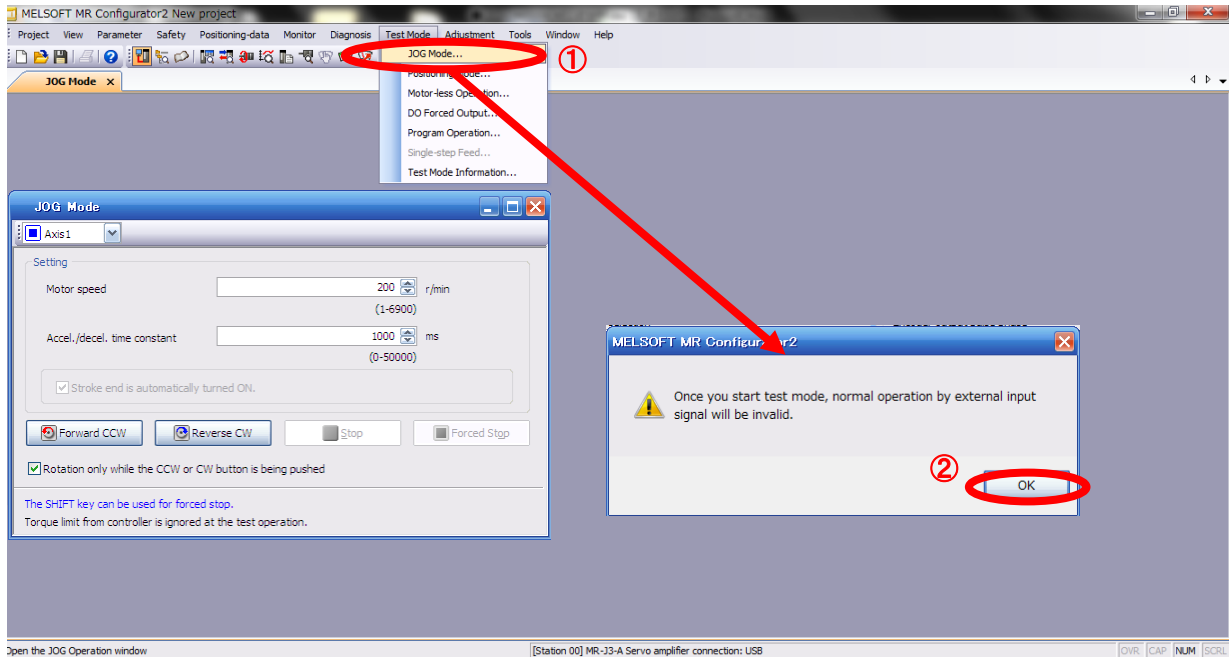 MELSOFT MR Configurator2 New project
Project View Parameter Safety Positioning-data Monitor Diagnosis Test Mode Adjustment Tools Window Help
JOG Mode...
①
Positioning Mode...
Motor-less Operation...
DO Forced Output...
Program Operation...
Single-step Feed...
Test Mode Information...
JOG Mode
JOG Mode
Axis1
Setting
Motor speed 200 r/min
(1-6900)
Accel./decel. time constant 1000 ms
(0-50000)
Stroke end is automatically turned ON.
Forward CCW Reverse CW Stop Forced Stop
Rotation only while the CCW or CW button is being pushed
The SHIFT key can be used for forced stop.
Torque limit from controller is ignored at the test operation.
MELSOFT MR Configurator2
Once you start test mode, normal operation by external input
signal will be invalid.
②
OK
Open the JOG Operation window [Station 00] MR-J3-A Servo amplifier connection: USB OVR CAP NUM SCRL